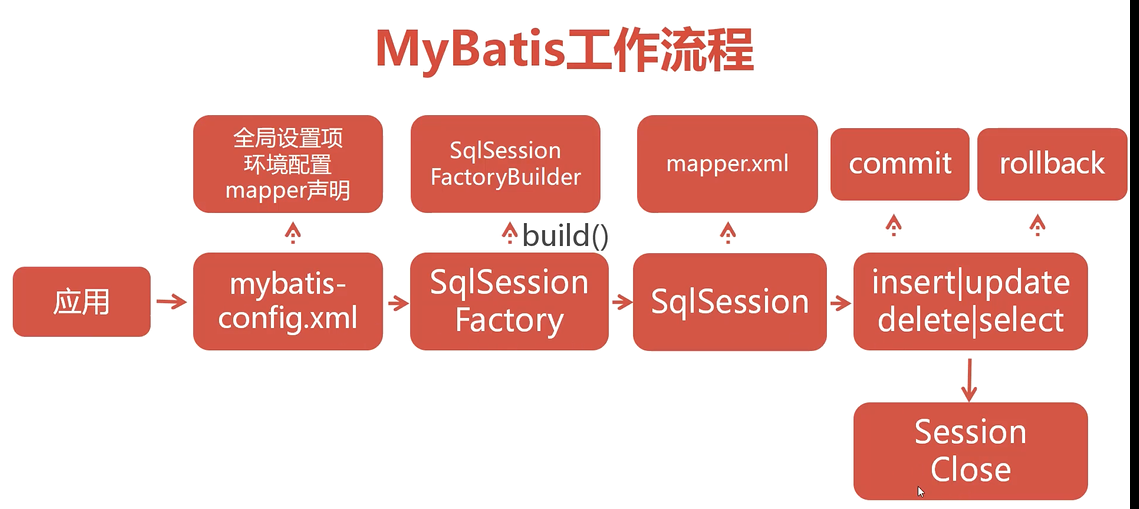 MyBatis工作流程
全局设置项
环境配置
mapper声明
SqlSession
FactoryBuilder
mapper.xml
commit
rollback
build()
应用
mybatis-
config.xml
SqlSession
Factory
SqlSession
insert|update
delete|select
Session
Close